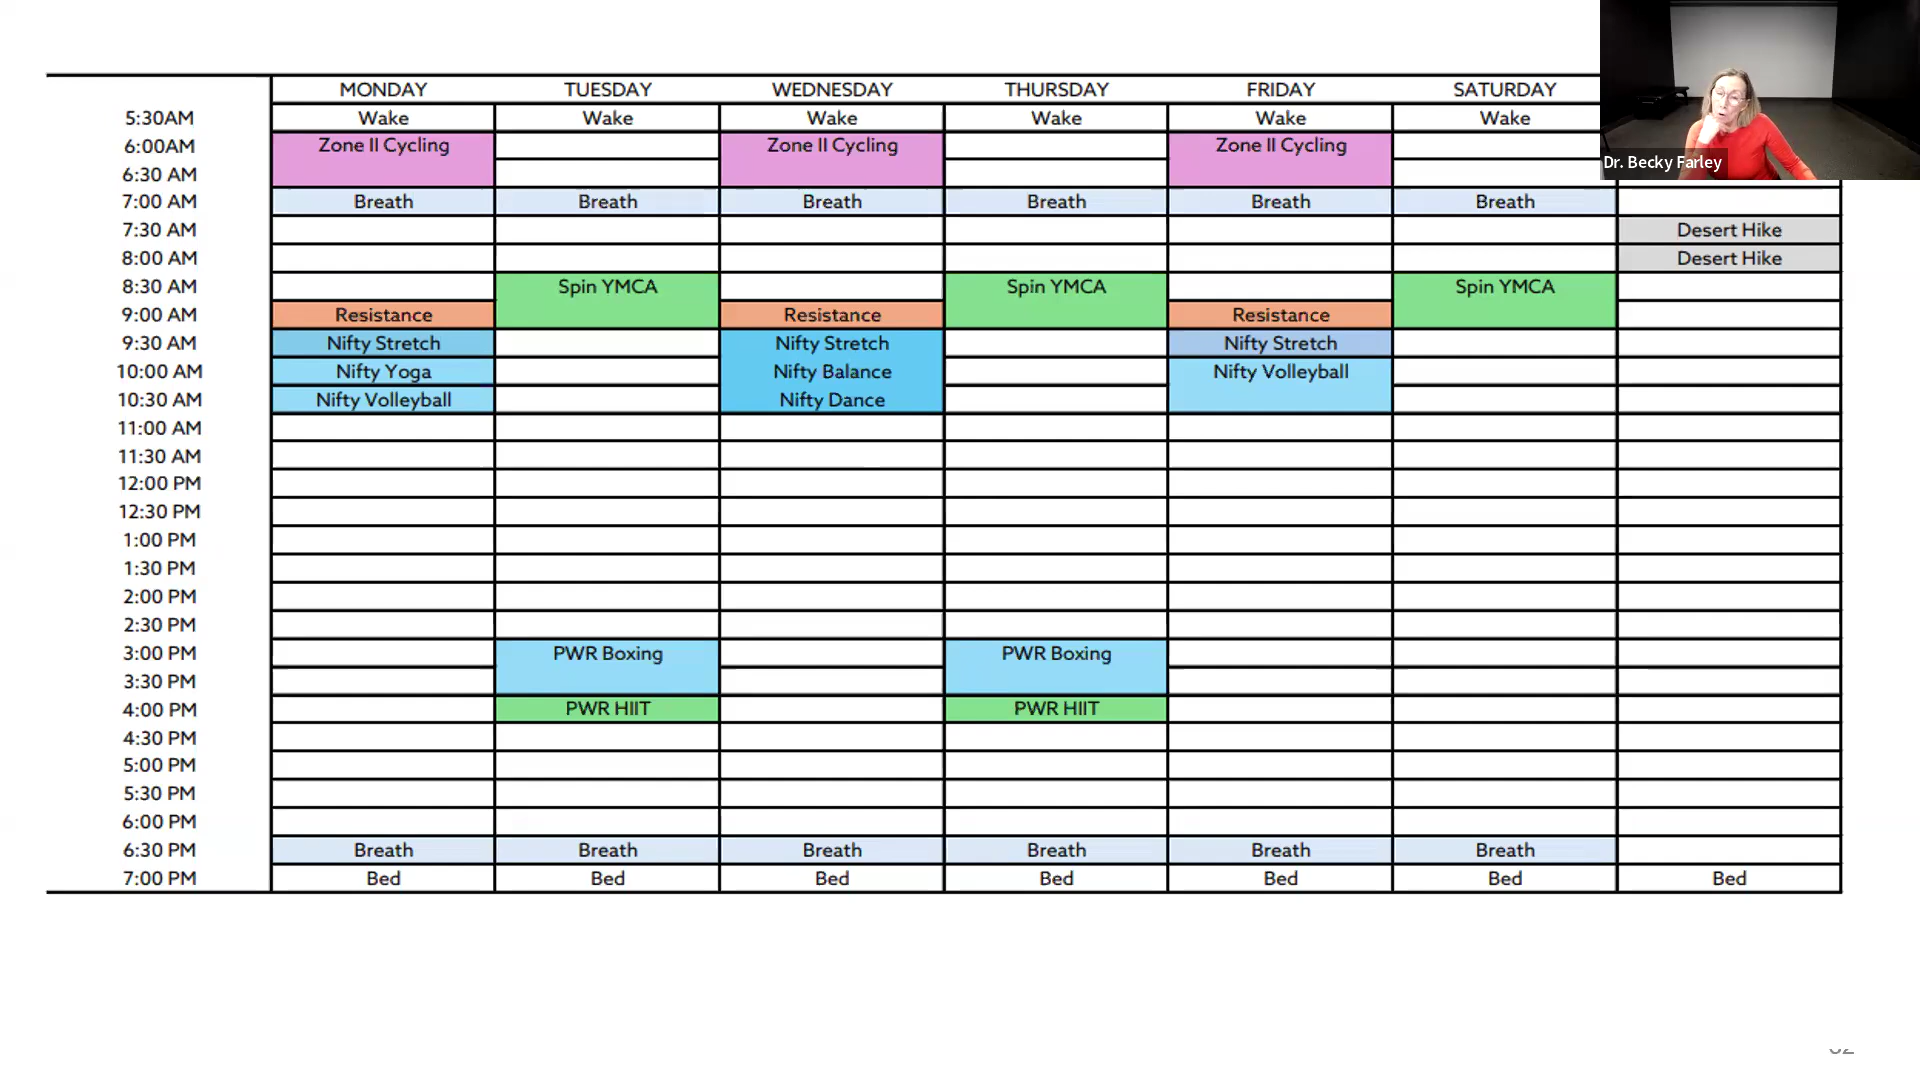 MONDAY TUESDAY WEDNESDAY THURSDAY FRIDAY SATURDAY
5:30AM Wake Wake Wake Wake Wake Wake
6:00AM Zone II Cycling Zone II Cycling Zone II Cycling
Dr. Becky Farley
6:30 AM
7:00 AM Breath Breath Breath Breath Breath Breath
7:30 AM Desert Hike
8:00 AM Desert Hike
8:30 AM Spin YMCA Spin YMCA Spin YMCA
9:00 AM Resistance Resistance Resistance
9:30 AM Nifty Stretch Nifty Stretch Nifty Stretch
10:00 AM Nifty Yoga Nifty Balance Nifty Volleyball
10:30 AM Nifty Volleyball Nifty Dance
11:00 AM
11:30 AM
12:00 PM
12:30 PM
1:00 PM
1:30 PM
2:00 PM
2:30 PM
3:00 PM PWR Boxing PWR Boxing
3:30 PM
4:00 PM PWR HIIT PWR HIIT
4:30 PM
5:00 PM
5:30 PM
6:00 PM
6:30 PM Breath Breath Breath Breath Breath Breath
7:00 PM Bed Bed Bed Bed Bed Bed Bed